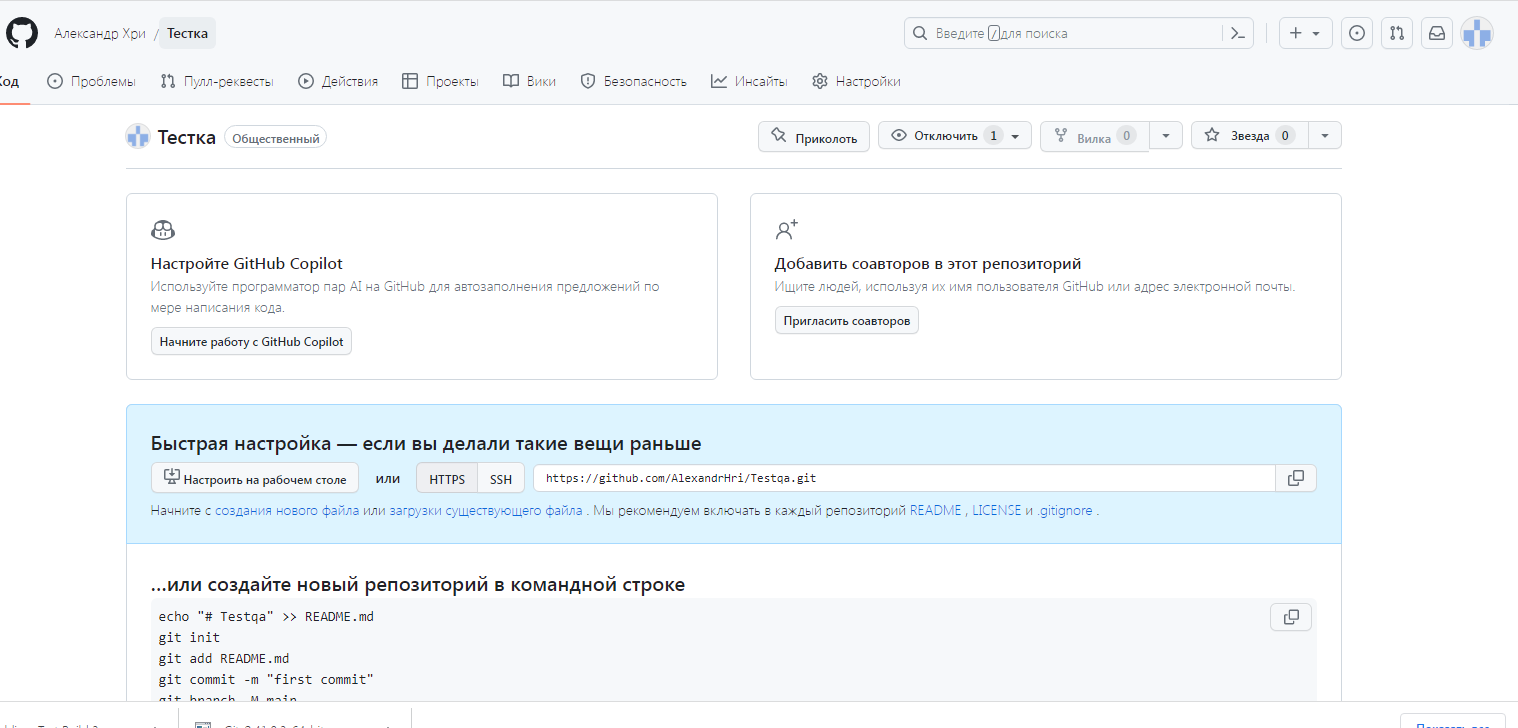 Александр Хри / Тестка
Введите / для поиска
Код Проблемы Пулл-реквесты Действия Проекты Вики Безопасность Инсайты Настройки
Тестка Общественный
Приколоть Отключить 1 Вилка 0 Звезда 0
Настройте GitHub Copilot
Используйте программатор пар AI на GitHub для автозаполнения предложений по
мере написания кода.
Начните работу с GitHub Copilot
Добавить соавторов в этот репозиторий
Ищите людей, используя их имя пользователя GitHub или адрес электронной почты.
Пригласить соавторов
Быстрая настройка — если вы делали такие вещи раньше
Настроить на рабочем столе или HTTPS SSH https://github.com/AlexandrHri/Testqa.git
Начните с создания нового файла или загрузки существующего файла . Мы рекомендуем включать в каждый репозиторий README , LICENSE и .gitignore .
...или создайте новый репозиторий в командной строке
echo "# Testqa" >> README.md
git init
git add README.md
git commit -m "first commit"
git branch -M main